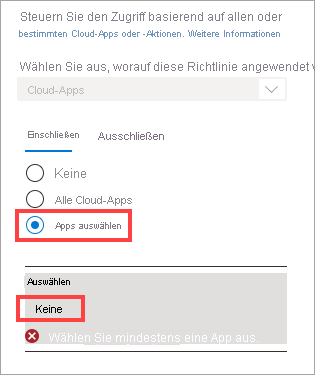 Steuern Sie den Zugriff basierend auf allen oder
bestimmten Cloud-Apps oder -Aktionen. Weitere Informationen
Wählen Sie aus, worauf diese Richtlinie angewendet
Cloud-Apps
Einschließen Ausschließen
Keine
Alle Cloud-Apps
Apps auswählen
Auswählen
Keine
Wählen Sie mindestens eine App aus.